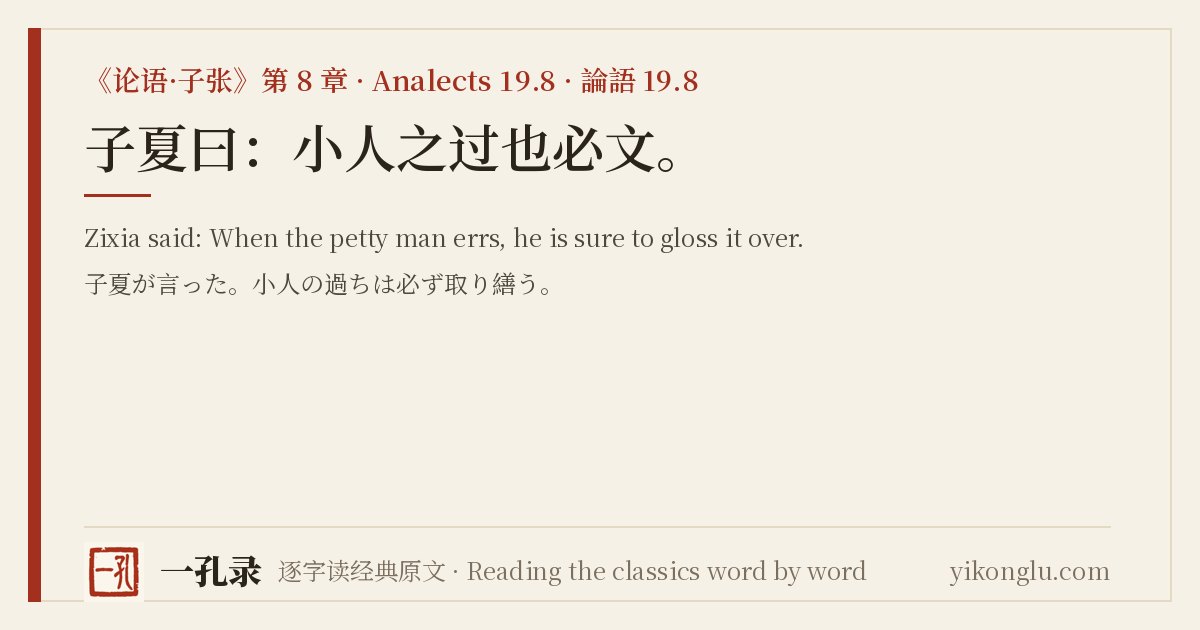 《论语·子张》第 8 章 · Analects 19.8 · 論語 19.8
子夏曰：小人之过也必文。
Zixia said: When the petty man errs, he is sure to gloss it over.
子夏が言った。小人の過ちは必ず取り繕う。
一孔
一孔录 逐字读经典原文 · Reading the classics word by word yikonglu.com